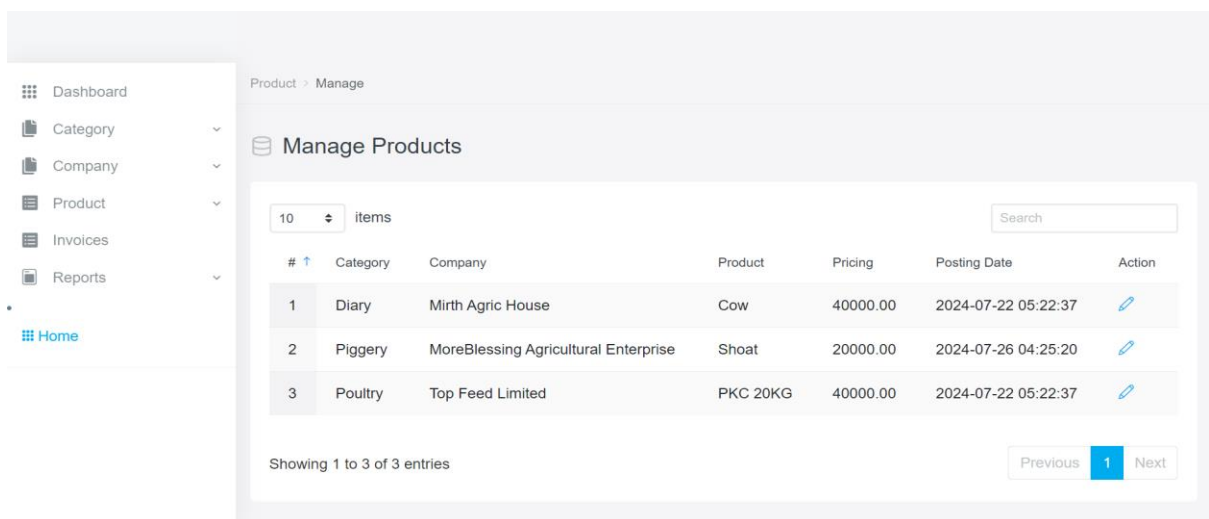 Dashboard
Category
Company
Product
Invoices
Reports
Home
Product > Manage
Manage Products
10 items Search
# ↑ Category Company Product Pricing Posting Date Action
1 Diary Mirth Agric House Cow 40000.00 2024-07-22 05:22:37
2 Piggery MoreBlessing Agricultural Enterprise Shoat 20000.00 2024-07-26 04:25:20
3 Poultry Top Feed Limited PKC 20KG 40000.00 2024-07-22 05:22:37
Showing 1 to 3 of 3 entries Previous 1 Next